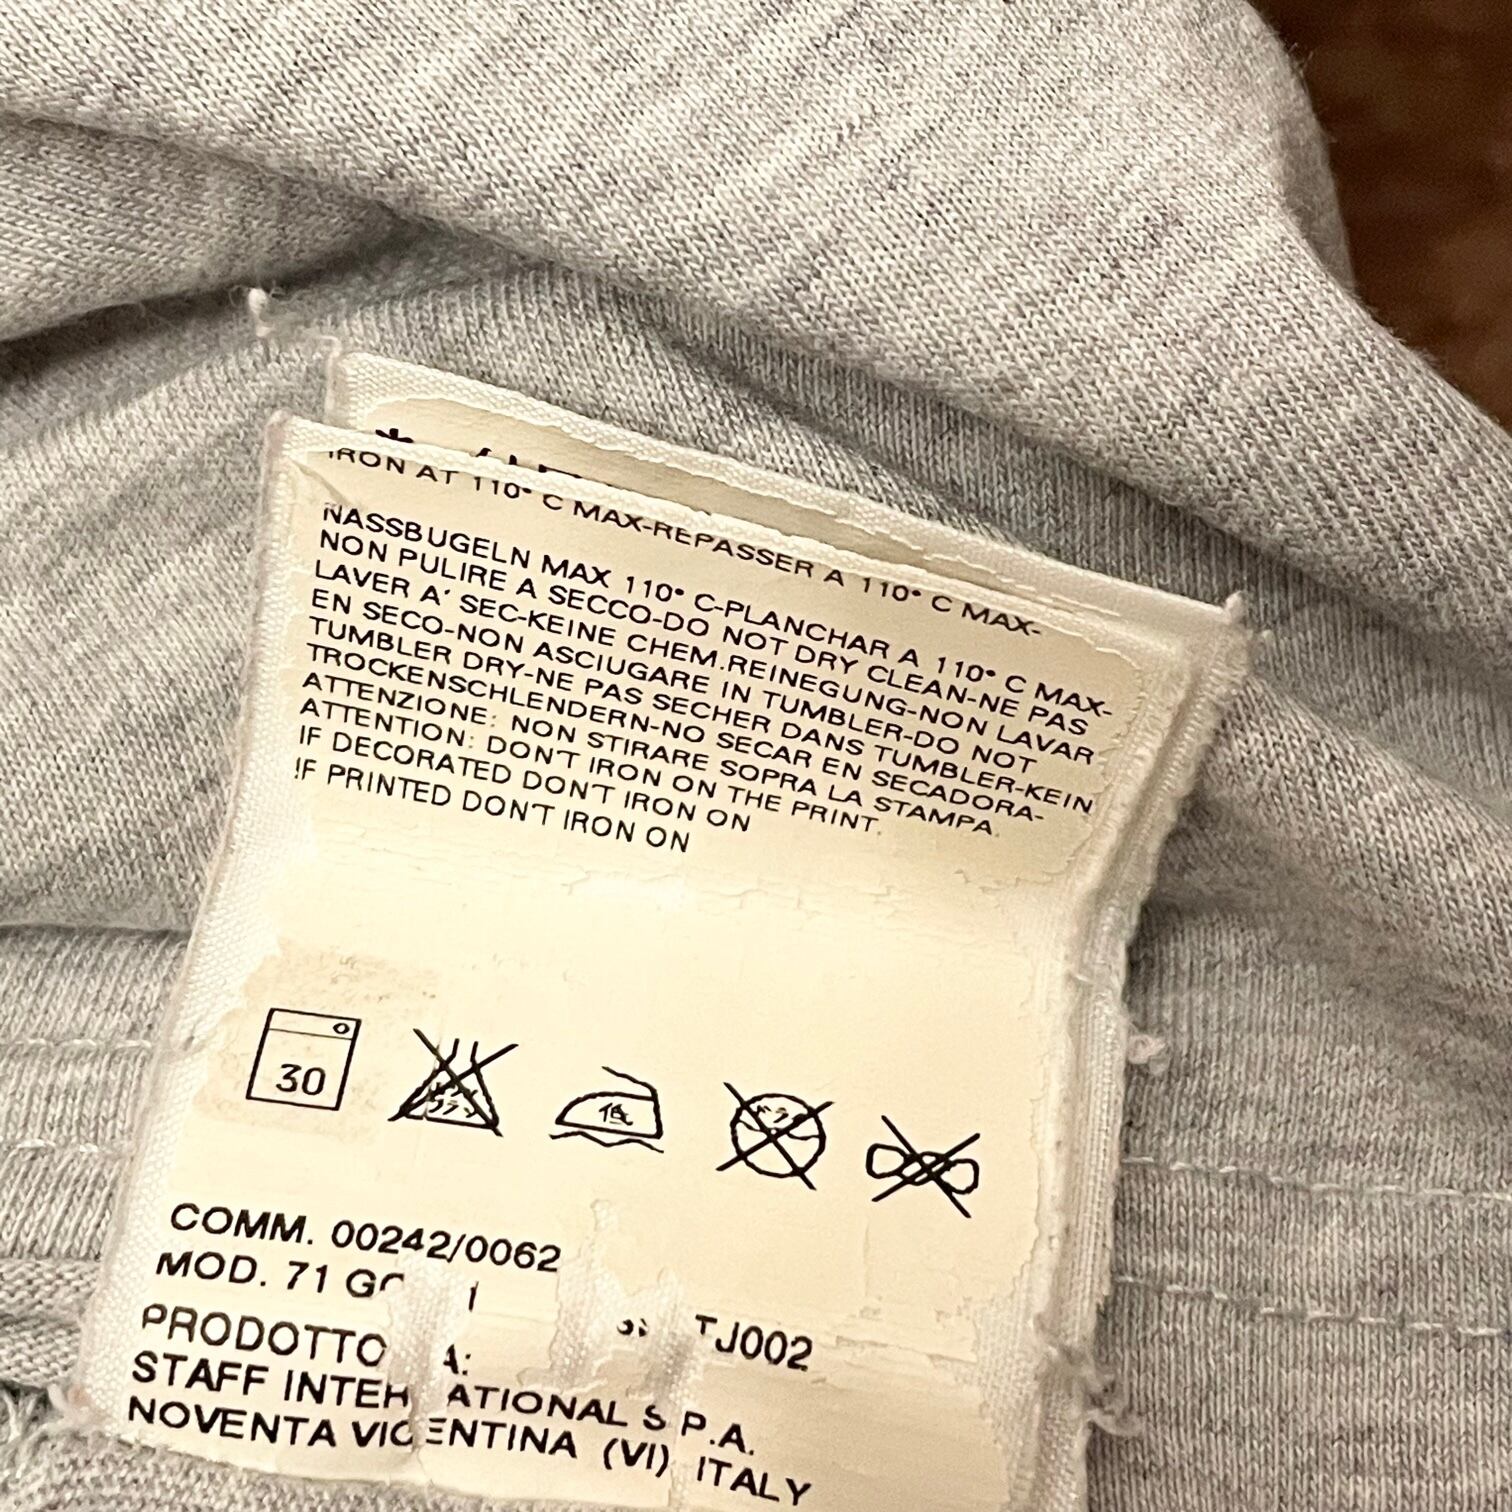 IRON AT 110° C MAX-REPASSER A 110° C MAX-
NASSBUGELN MAX 110° C-PLANCHAR A 110° C MAX-
NON PULIRE A SECCO-DO NOT DRY CLEAN-NE PAS
LAVER A' SEC-KEINE CHEM.REINEGUNG-NON LAVAR
EN SECO-NON ASCIUGARE IN TUMBLER-DO NOT
TUMBLER DRY-NE PAS SECHER DANS TUMBLER-KEIN
TROCKENSCHLENDERN-NO SECAR EN SECADORA-
ATTENZIONE: NON STIRARE SOPRA LA STAMPA.
ATTENTION: DON'T IRON ON THE PRINT.
IF DECORATED DON'T IRON ON
IF PRINTED DON'T IRON ON
30 低
COMM. 00242/0062
MOD. 71 TJ002
PRODOTTO
STAFF INTERNATIONAL S.P.A.
NOVENTA VICENTINA (VI) ITALY